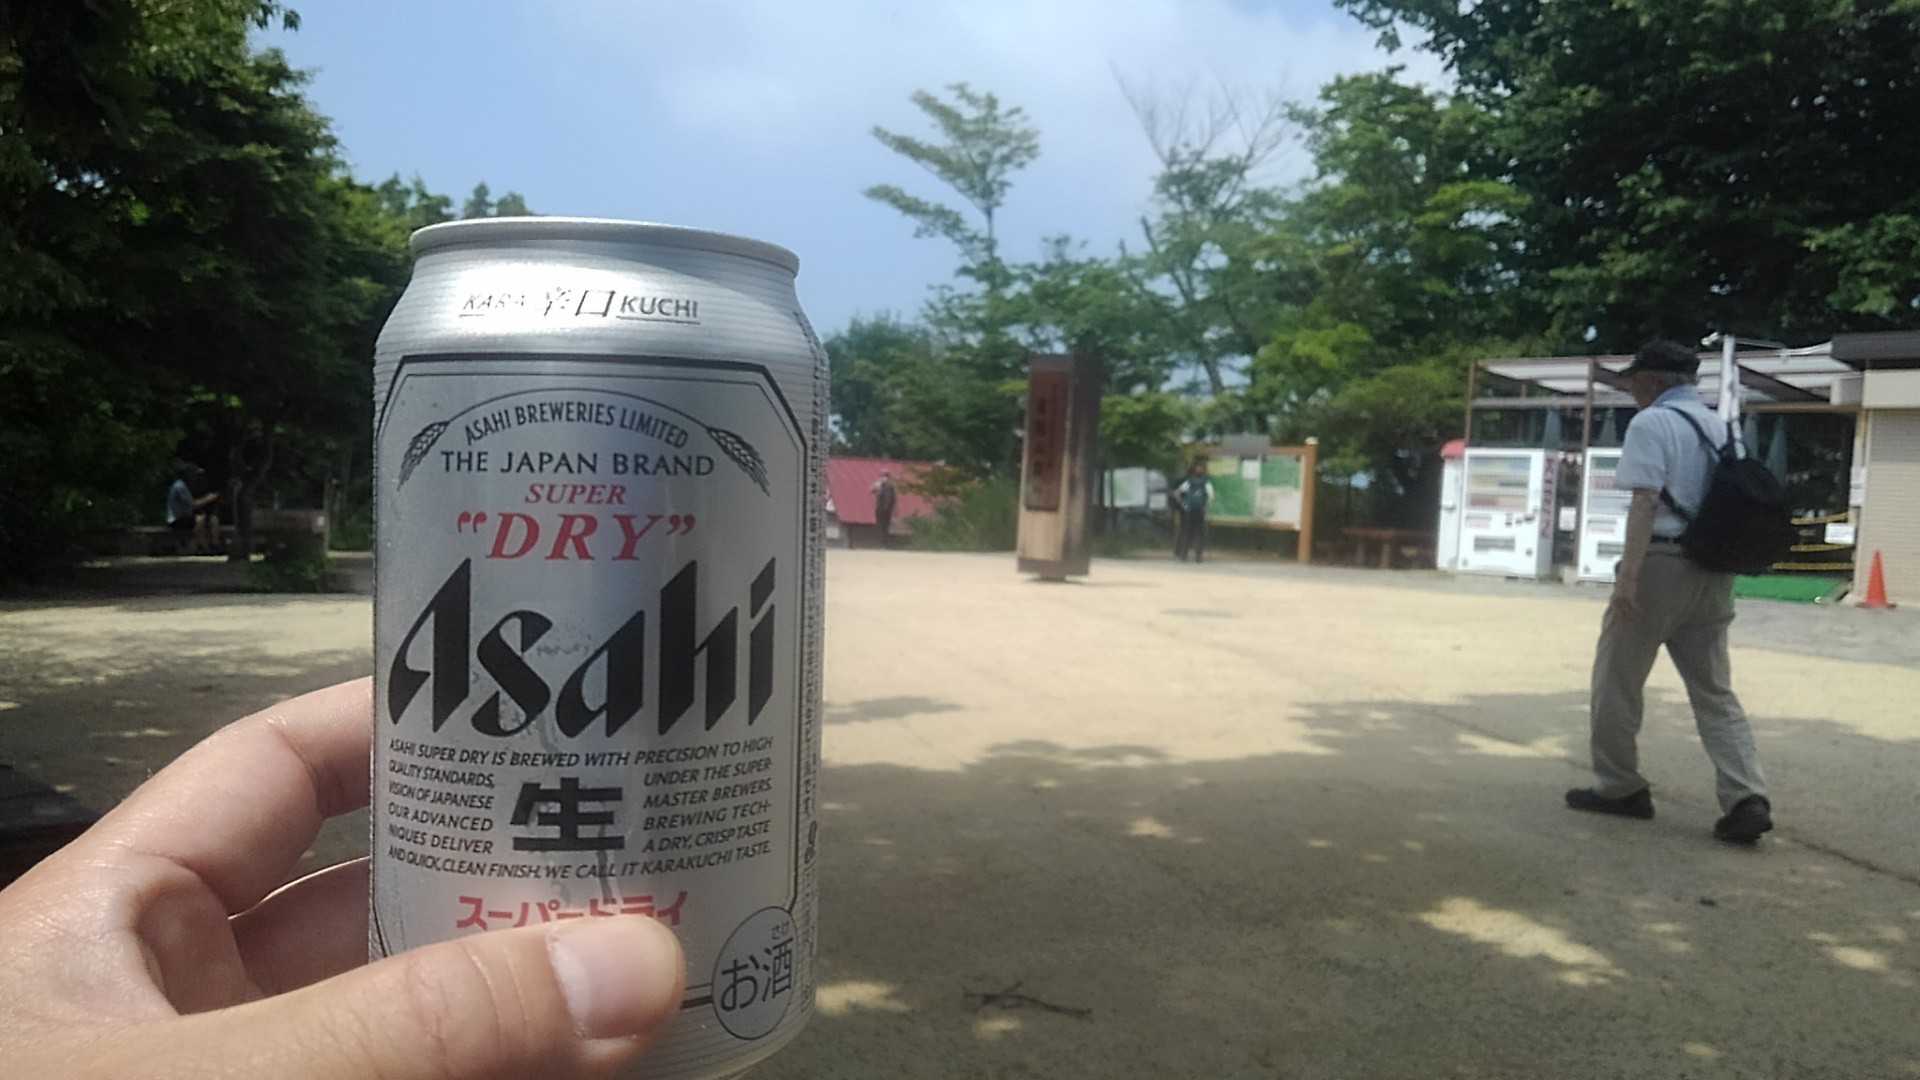 KARA 辛口 KUCHI
ASAHI BREWERIES LIMITED
THE JAPAN BRAND
SUPER
“DRY”
Asahi
ASAHI SUPER DRY IS BREWED WITH PRECISION TO HIGH
QUALITY STANDARDS, UNDER THE SUPER-
VISION OF JAPANESE MASTER BREWERS.
OUR ADVANCED BREWING TECH-
NIQUES DELIVER A DRY, CRISP TASTE
AND QUICK, CLEAN FINISH. WE CALL IT KARAKUCHI TASTE.
生
スーパードライ
さけ
お酒